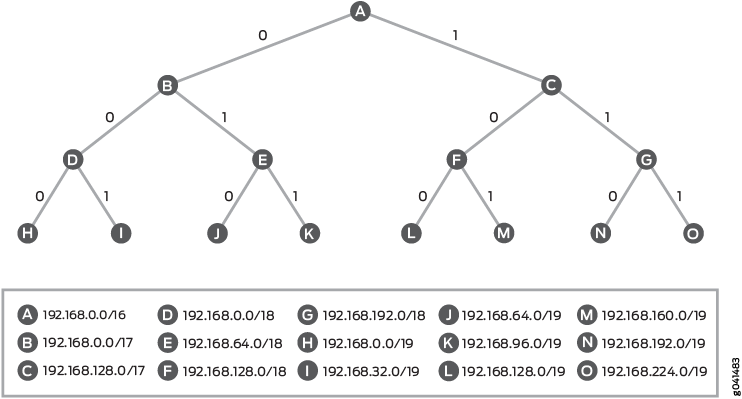 A
0 1
B C
0 1 0 1
D E F G
0 1 0 1 0 1 0 1
H I J K L M N O
A 192.168.0.0/16 D 192.168.0.0/18 G 192.168.192.0/18 J 192.168.64.0/19 M 192.168.160.0/19
B 192.168.0.0/17 E 192.168.64.0/18 H 192.168.0.0/19 K 192.168.96.0/19 N 192.168.192.0/19
C 192.168.128.0/17 F 192.168.128.0/18 I 192.168.32.0/19 L 192.168.128.0/19 O 192.168.224.0/19
g041483